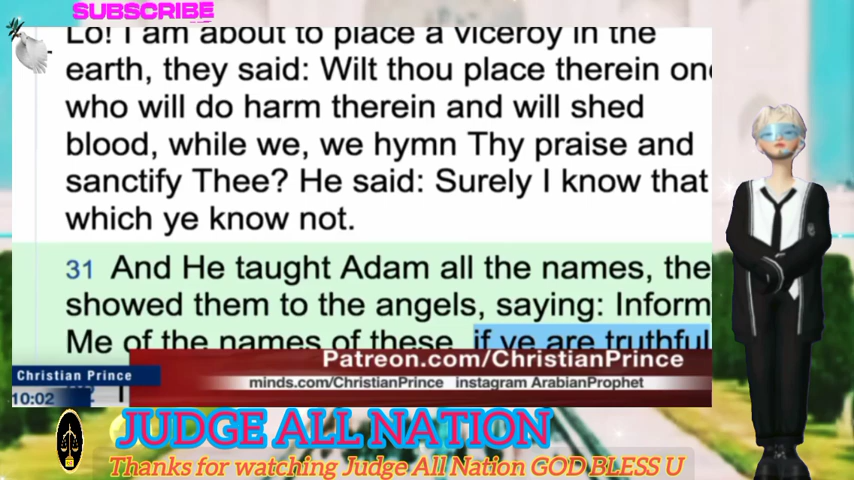 SUBSCRIBE
Lo! I am about to place a viceroy in the
earth, they said: Wilt thou place therein one
who will do harm therein and will shed
blood, while we, we hymn Thy praise and
sanctify Thee? He said: Surely I know that
which ye know not.
31 And He taught Adam all the names, the
showed them to the angels, saying: Inform
Me of the names of these, if ye are truthful
Patreon.com/ChristianPrince
Christian Prince
minds.com/ChristianPrince instagram ArabianProphet
10:02
JUDGE ALL NATION
Thanks for watching Judge All Nation GOD BLESS U